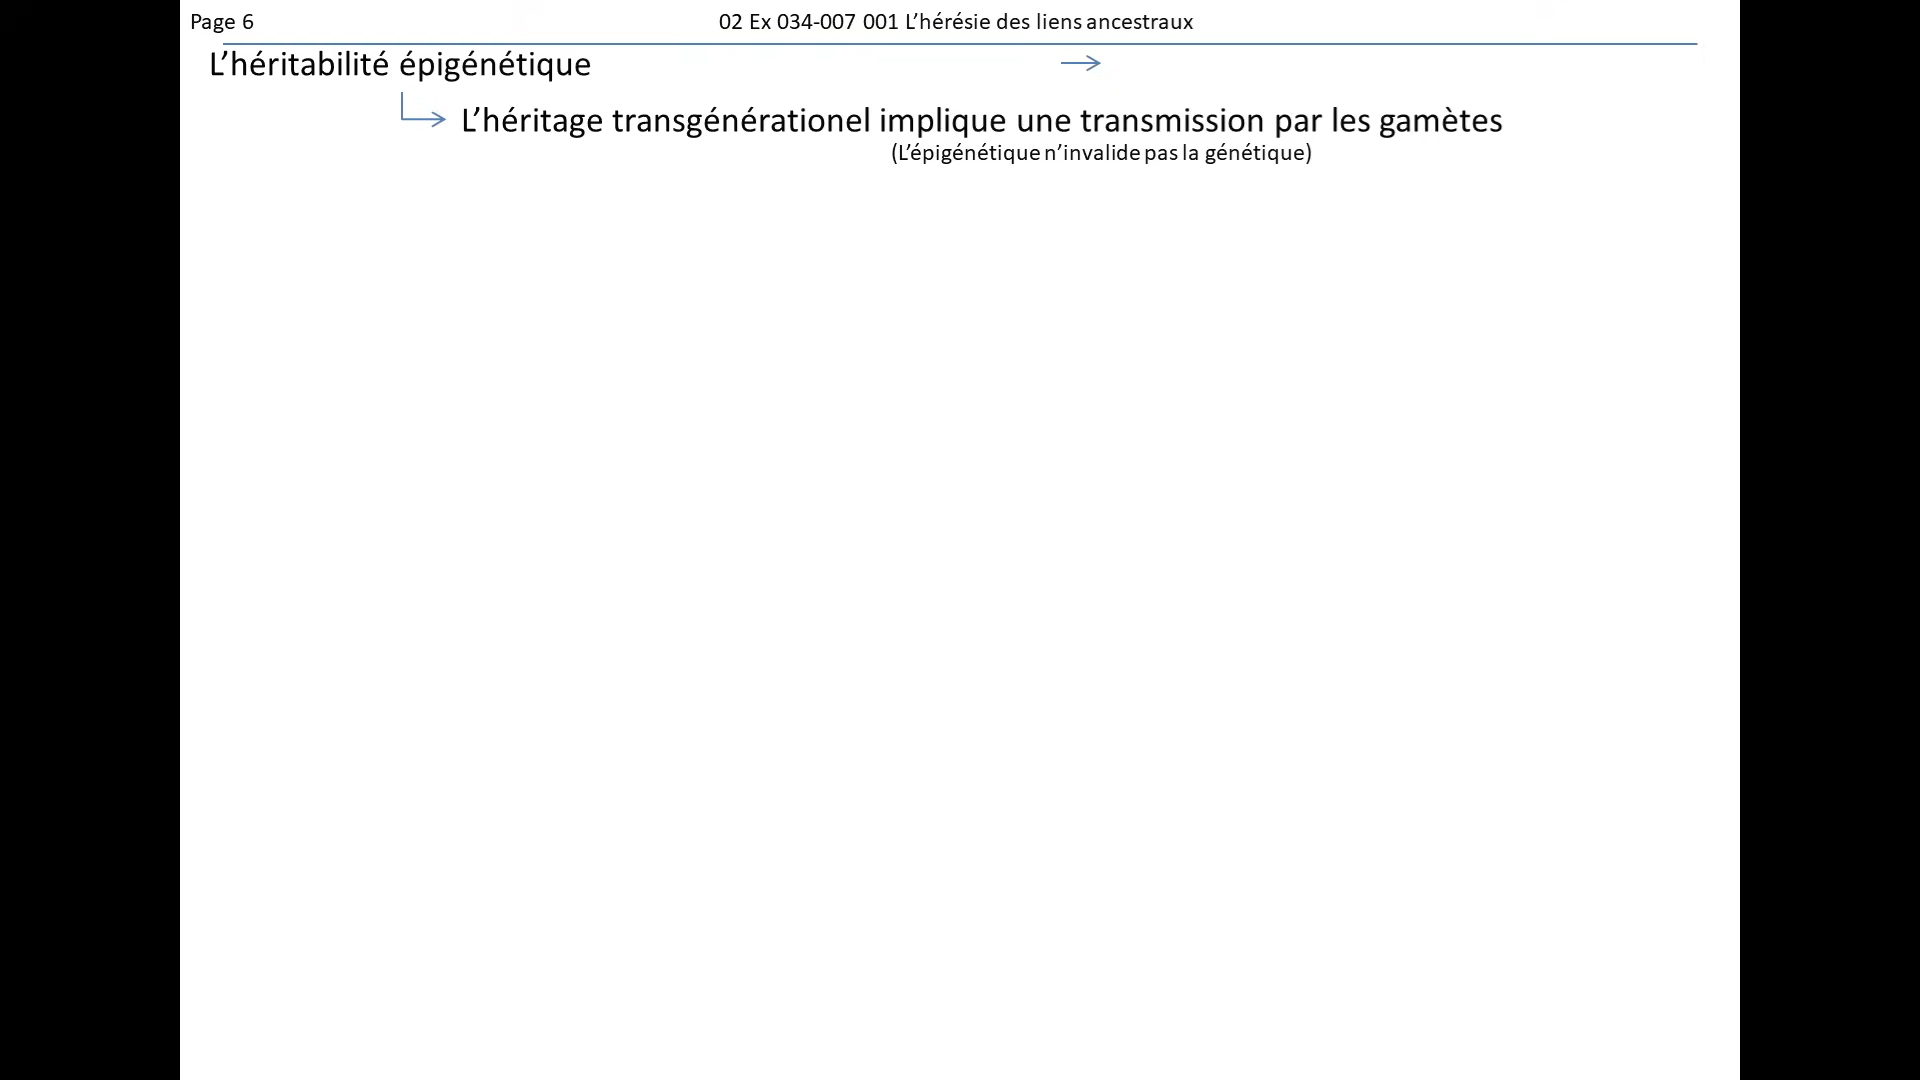 Page 6
02 Ex 034-007 001 L’hérésie des liens ancestraux
L’héritabilité épigénétique
L’héritage transgénérationel implique une transmission par les gamètes
(L’épigénétique n’invalide pas la génétique)